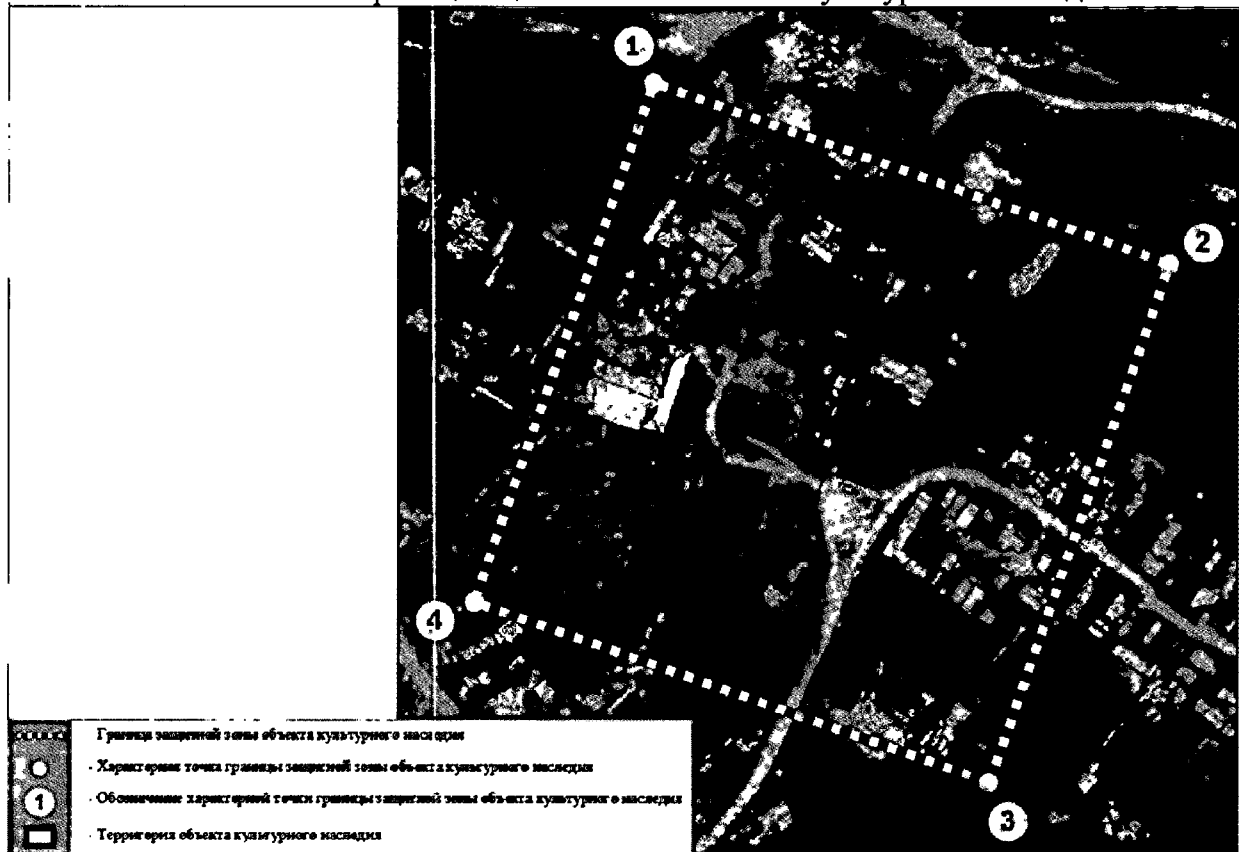 1
2
4
Граница защитной зоны объекта культурного наследия
- Характерная точка границы защитной зоны объекта культурного наследия
1 - Обозначение характерной точки границы защитной зоны объекта культурного наследия
- Территория объекта культурного наследия
3